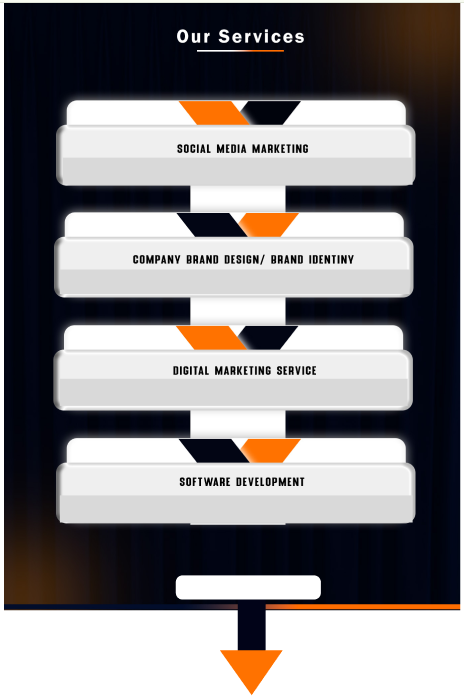 Our Services
SOCIAL MEDIA MARKETING
COMPANY BRAND DESIGN/ BRAND IDENTINY
DIGITAL MARKETING SERVICE
SOFTWARE DEVELOPMENT